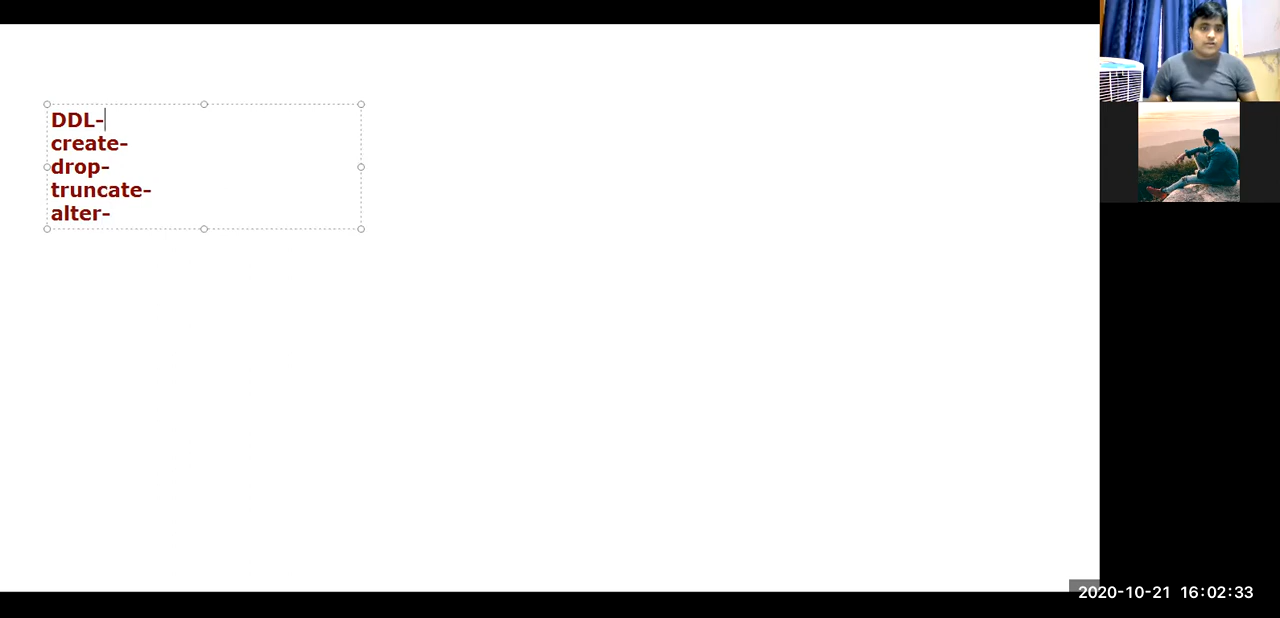 DDL-
create-
drop-
truncate-
alter-
2020-10-21 16:02:33